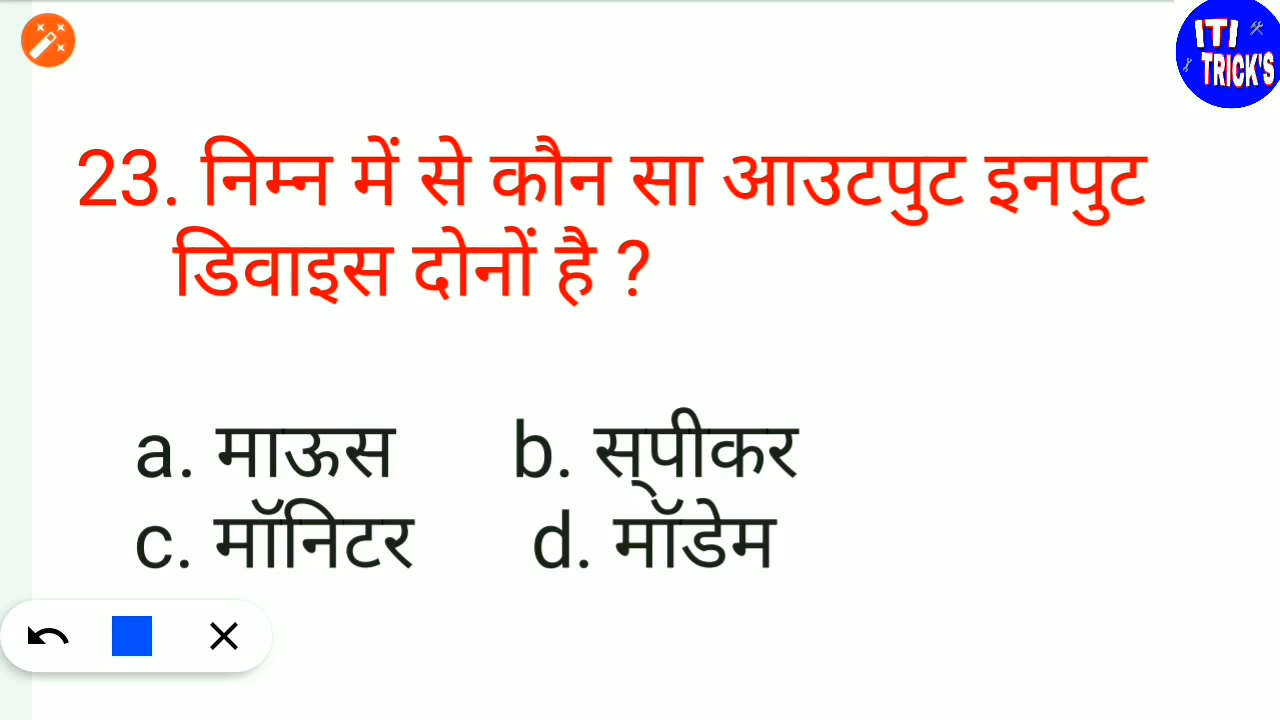 ITI
TRICK'S
23. निम्न में से कौन सा आउटपुट इनपुट
डिवाइस दोनों है ?
a. माऊस b. स्पीकर
c. मॉनिटर d. मॉडेम